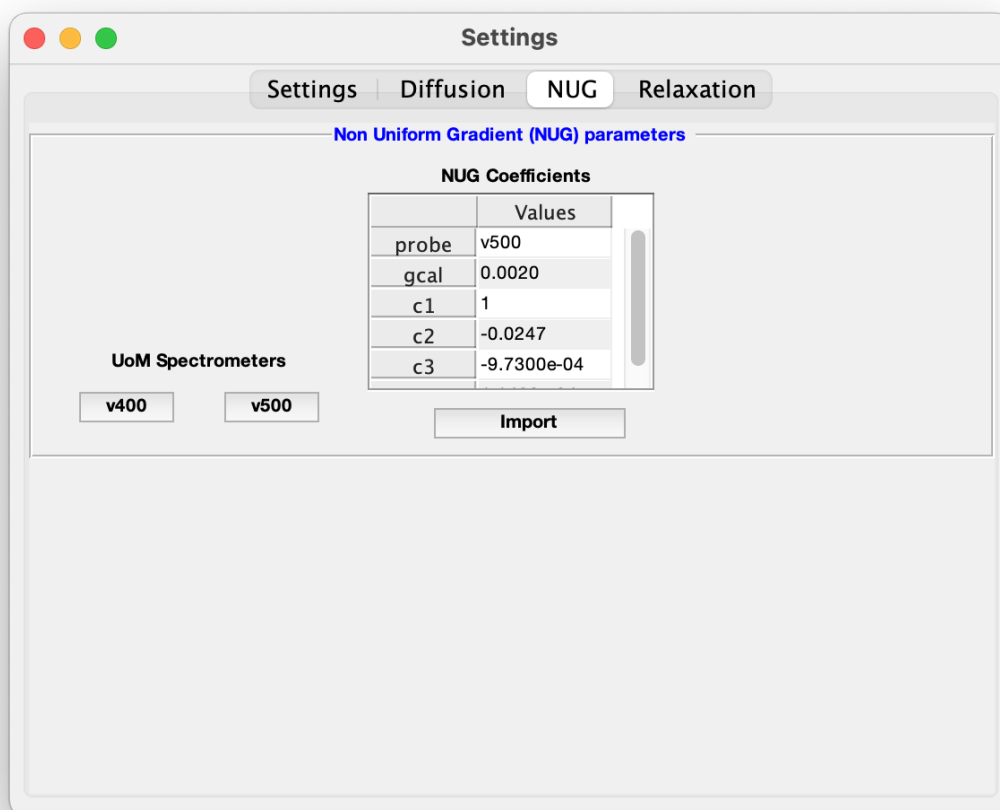 Settings
Settings Diffusion NUG Relaxation
Non Uniform Gradient (NUG) parameters
NUG Coefficients
Values
probe v500
gcal 0.0020
c1 1
c2 -0.0247
c3 -9.7300e-04
UoM Spectrometers
v400 v500
Import